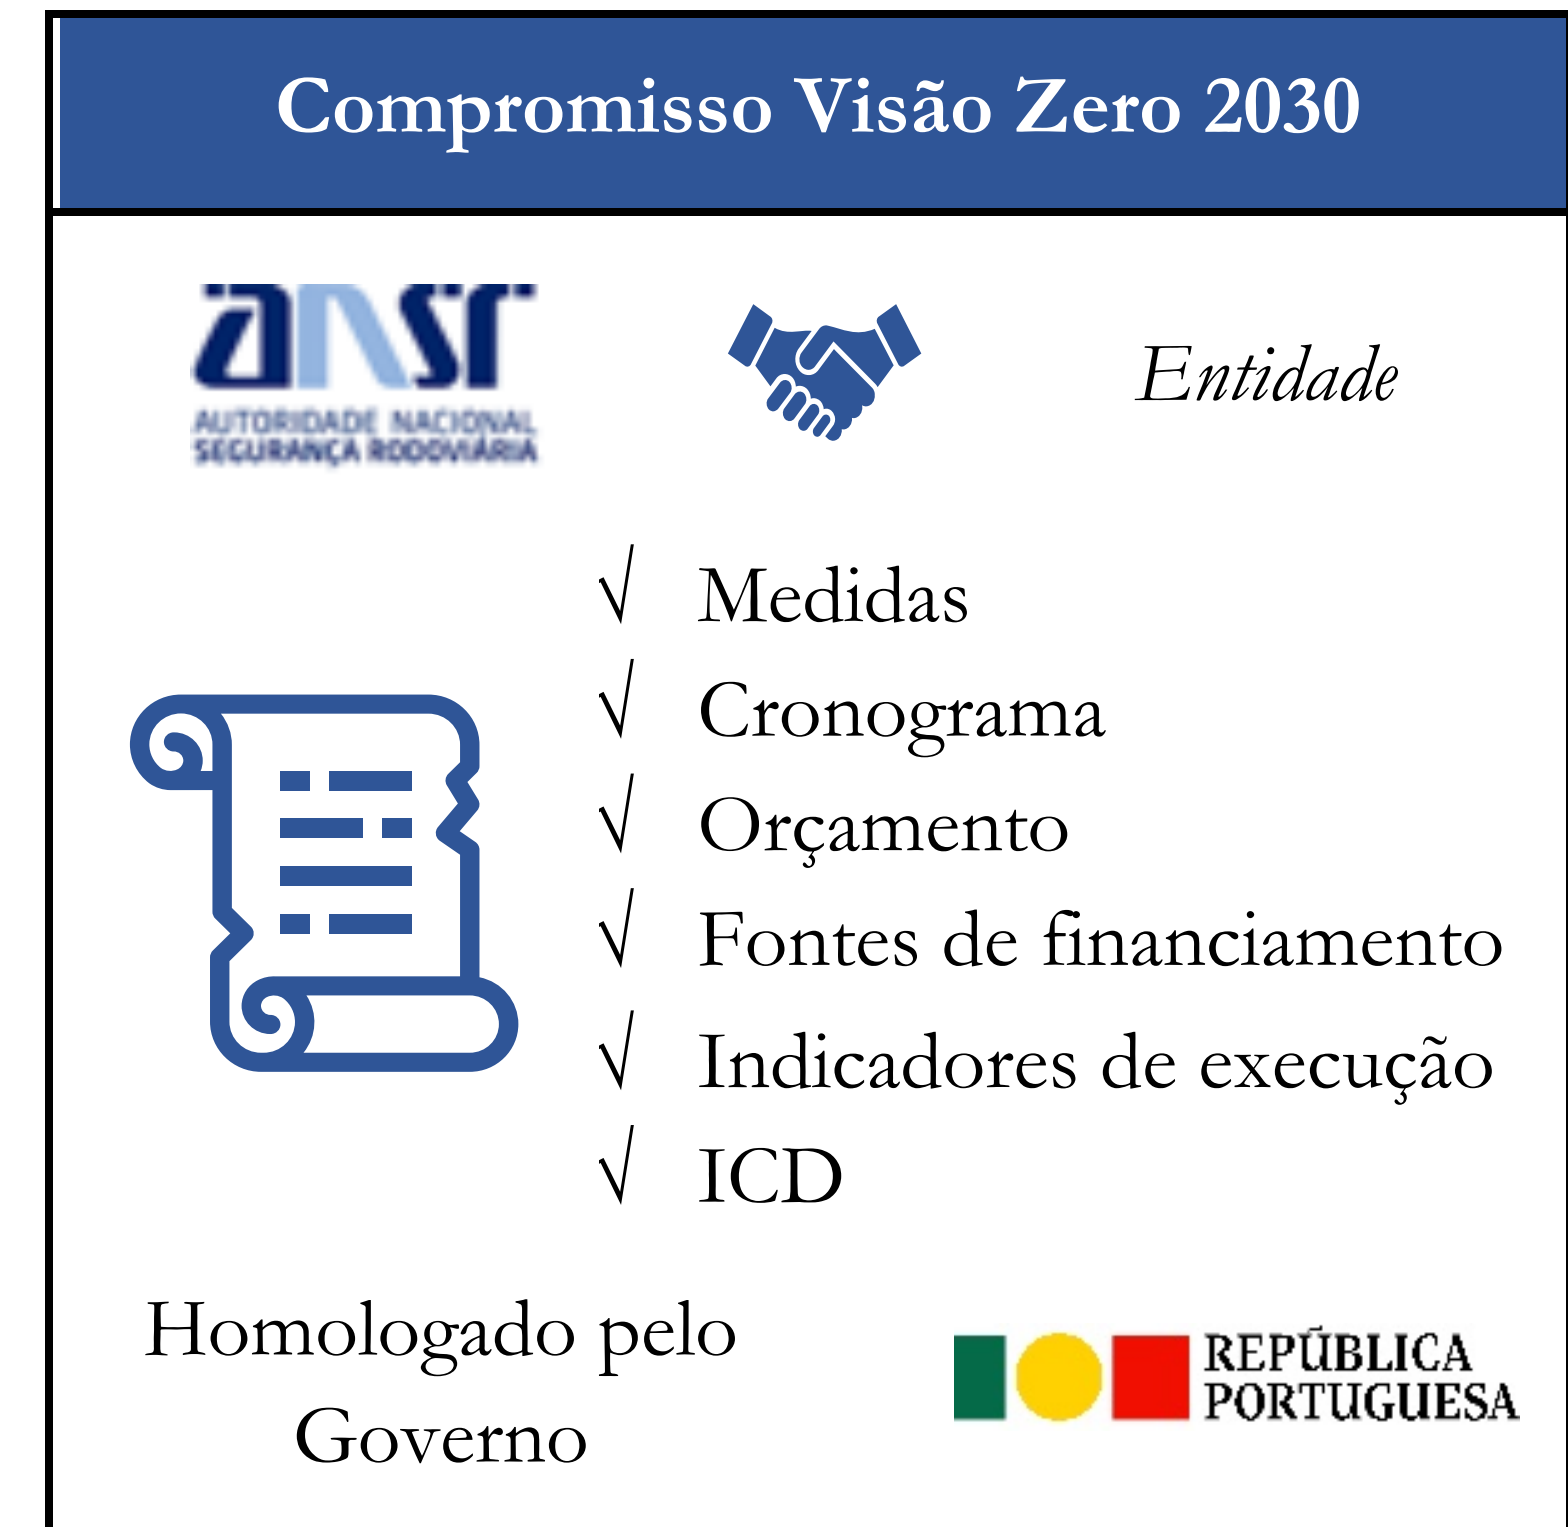 Compromisso Visão Zero 2030
ansr
AUTORIDADE NACIONAL
SEGURANÇA RODOVIÁRIA
Entidade
√ Medidas
√ Cronograma
√ Orçamento
√ Fontes de financiamento
√ Indicadores de execução
√ ICD
Homologado pelo
Governo
REPÚBLICA
PORTUGUESA